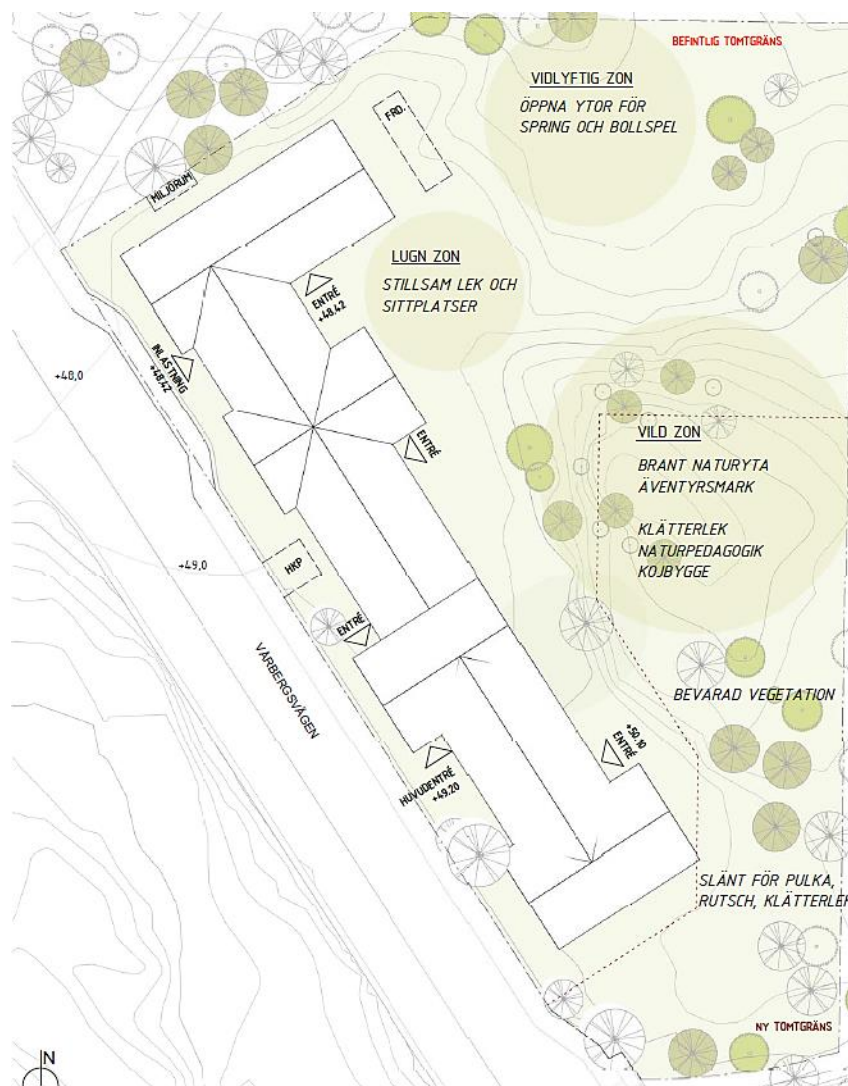 BEFINTLIG TOMTGRÄNS
VIDLYFTIG ZON
ÖPPNA YTOR FÖR
SPRING OCH BOLLSPEL
FRD.
MILJÖRUM
LUGN ZON
STILLSAM LEK OCH
SITTPLATSER
ENTRÉ
+48.42
INLASTNING
+48.42
+48,0
ENTRÉ
VILD ZON
BRANT NATURYTA
ÄVENTYRSMARK
KLÄTTERLEK
NATURPEDAGOGIK
KOJBYGGE
+49,0
HKP
ENTRÉ
VÅRBERGSVÄGEN
BEVARAD VEGETATION
+50.10
ENTRÉ
HUVUDENTRÉ
+49.20
SLÄNT FÖR PULKA,
RUTSCH, KLÄTTERLEK
NY TOMTGRÄNS
N